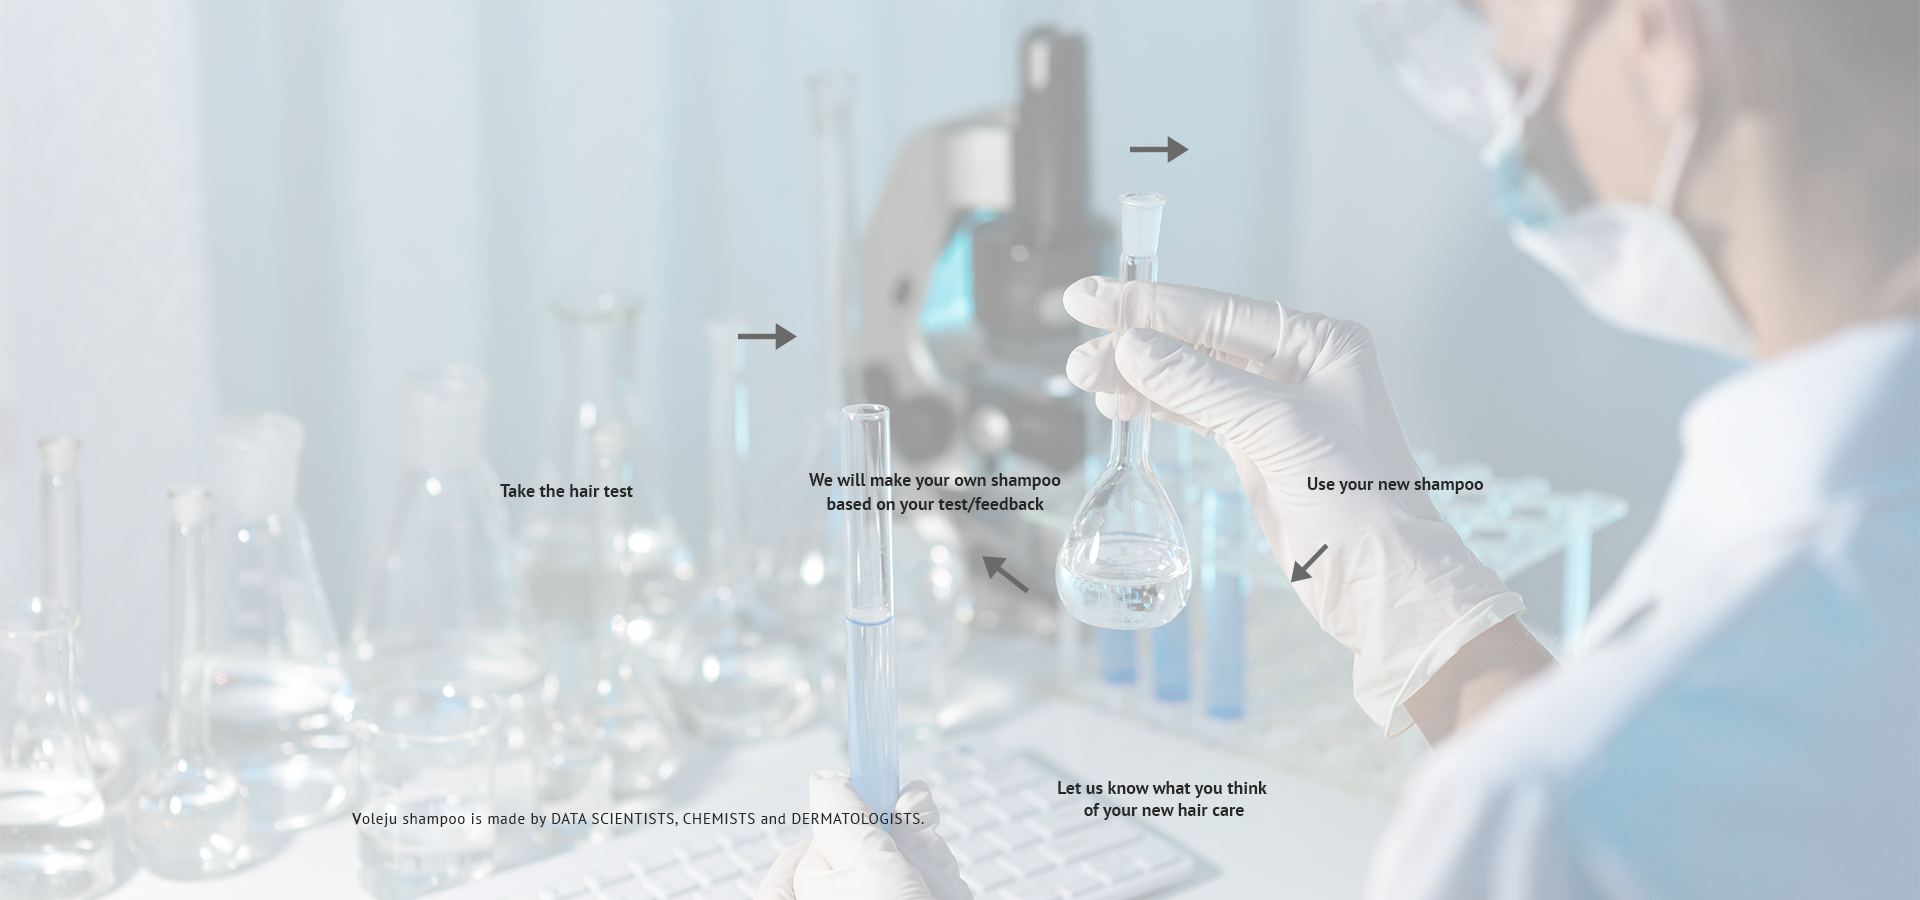 Take the hair test
We will make your own shampoo
based on your test/feedback
Use your new shampoo
Let us know what you think
of your new hair care
Voleju shampoo is made by DATA SCIENTISTS, CHEMISTS and DERMATOLOGISTS.